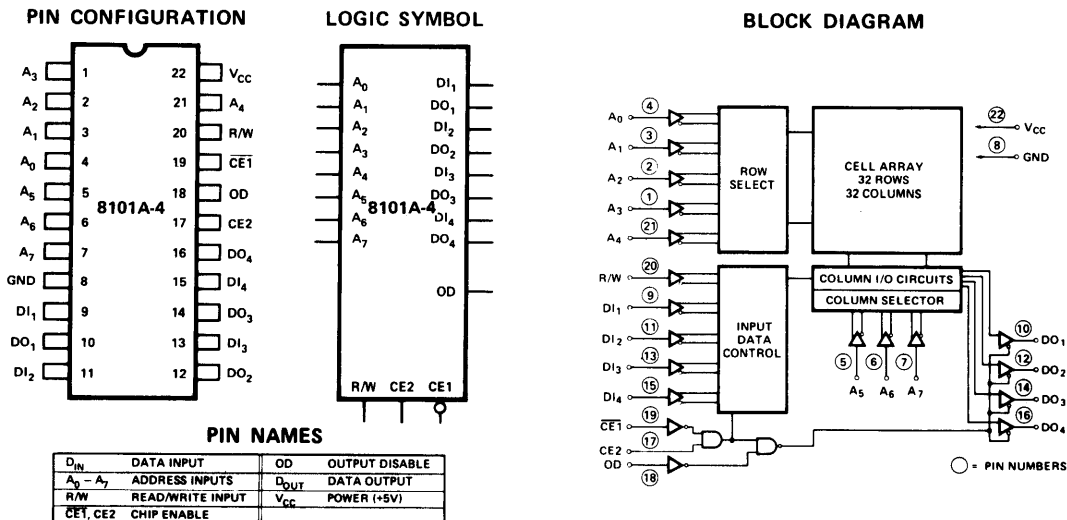 PIN CONFIGURATION
A3 1 22 VCC
A2 2 21 A4
A1 3 20 R/W
A0 4 19 CE1
A5 5 18 OD
8101A-4
A6 6 17 CE2
A7 7 16 DO4
GND 8 15 DI4
DI1 9 14 DO3
DO1 10 13 DI3
DI2 11 12 DO2
LOGIC SYMBOL
A0 DI1
A1 DO1
A2 DI2
A3 DO2
A4 DI3
A5 DO3
8101A-4
A6 DI4
A7 DO4
OD
R/W CE2 CE1
PIN NAMES
DIN DATA INPUT OD OUTPUT DISABLE
A0 – A7 ADDRESS INPUTS DOUT DATA OUTPUT
R/W READ/WRITE INPUT VCC POWER (+5V)
CE1, CE2 CHIP ENABLE
BLOCK DIAGRAM
A0 4
A1 3
A2 2
A3 1
A4 21
ROW
SELECT
CELL ARRAY
32 ROWS
32 COLUMNS
22 VCC
8 GND
R/W 20
DI1 9
DI2 11
DI3 13
DI4 15
CE1 19
CE2 17
OD 18
INPUT
DATA
CONTROL
COLUMN I/O CIRCUITS
COLUMN SELECTOR
5 6 7
A5 A6 A7
10 DO1
12 DO2
14 DO3
16 DO4
= PIN NUMBERS